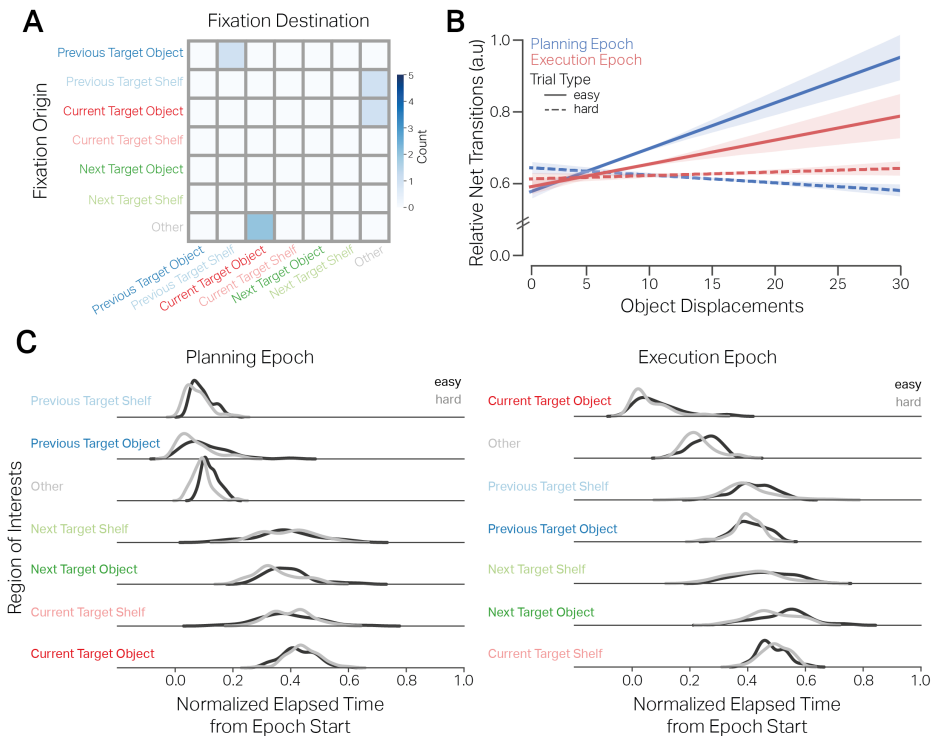 A
Fixation Destination
Fixation Origin
Previous Target Object
Previous Target Shelf
Current Target Object
Current Target Shelf
Next Target Object
Next Target Shelf
Other
Previous Target Object
Previous Target Shelf
Current Target Object
Current Target Shelf
Next Target Object
Next Target Shelf
Other
5
4
3
2
1
0
Count
B
Relative Net Transitions (a.u)
1.0
0.8
0.6
0.0
Planning Epoch
Execution Epoch
Trial Type
easy
hard
0 5 10 15 20 25 30
Object Displacements
C
Region of Interests
Planning Epoch
easy
hard
Previous Target Shelf
Previous Target Object
Other
Next Target Shelf
Next Target Object
Current Target Shelf
Current Target Object
0.0 0.2 0.4 0.6 0.8 1.0
Normalized Elapsed Time
from Epoch Start
Execution Epoch
easy
hard
Current Target Object
Other
Previous Target Shelf
Previous Target Object
Next Target Shelf
Next Target Object
Current Target Shelf
0.0 0.2 0.4 0.6 0.8 1.0
Normalized Elapsed Time
from Epoch Start